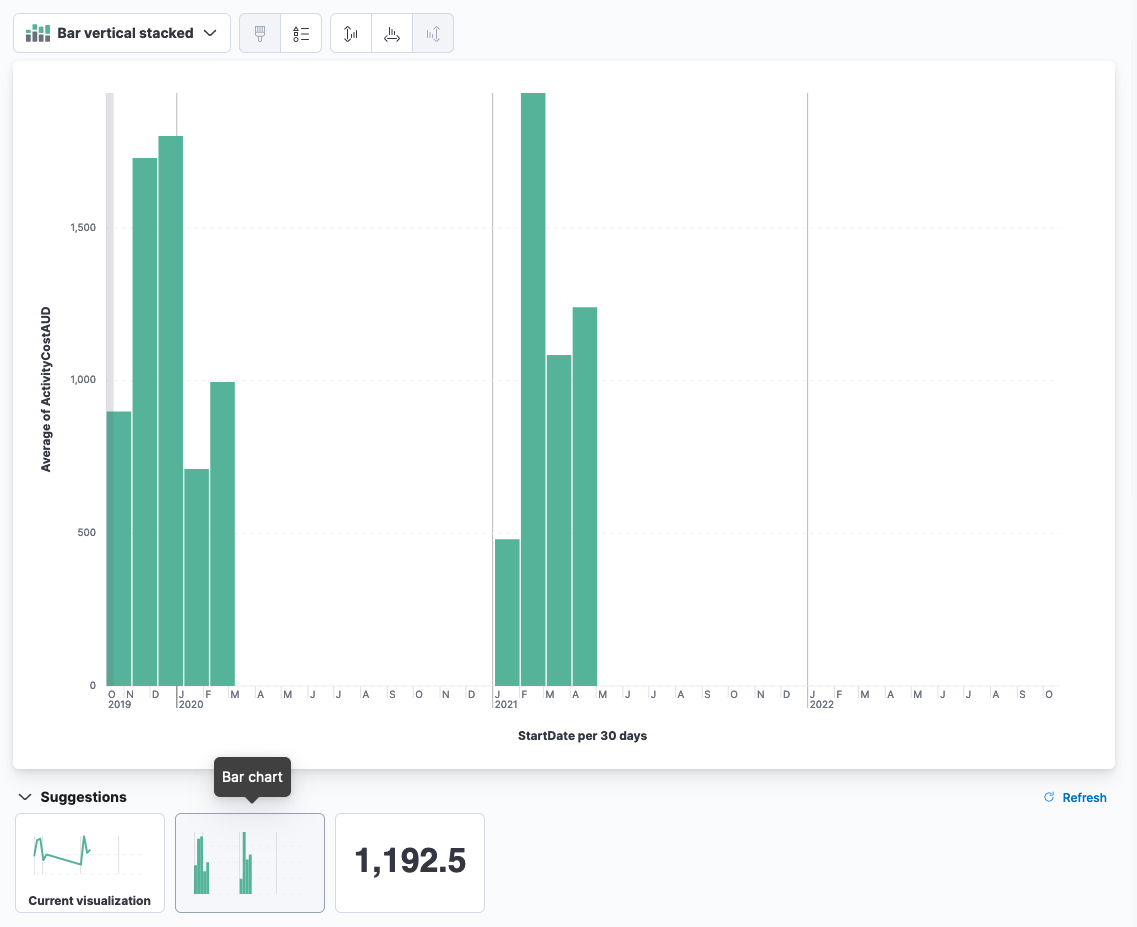 Bar vertical stacked
1,500
1,000
500
0
Average of ActivityCostAUD
O N D J F M A M J J A S O N D J F M A M J J A S O N D J F M A M J J A S O
2019 2020 2021 2022
StartDate per 30 days
Bar chart
Suggestions
Refresh
Current visualization
1,192.5